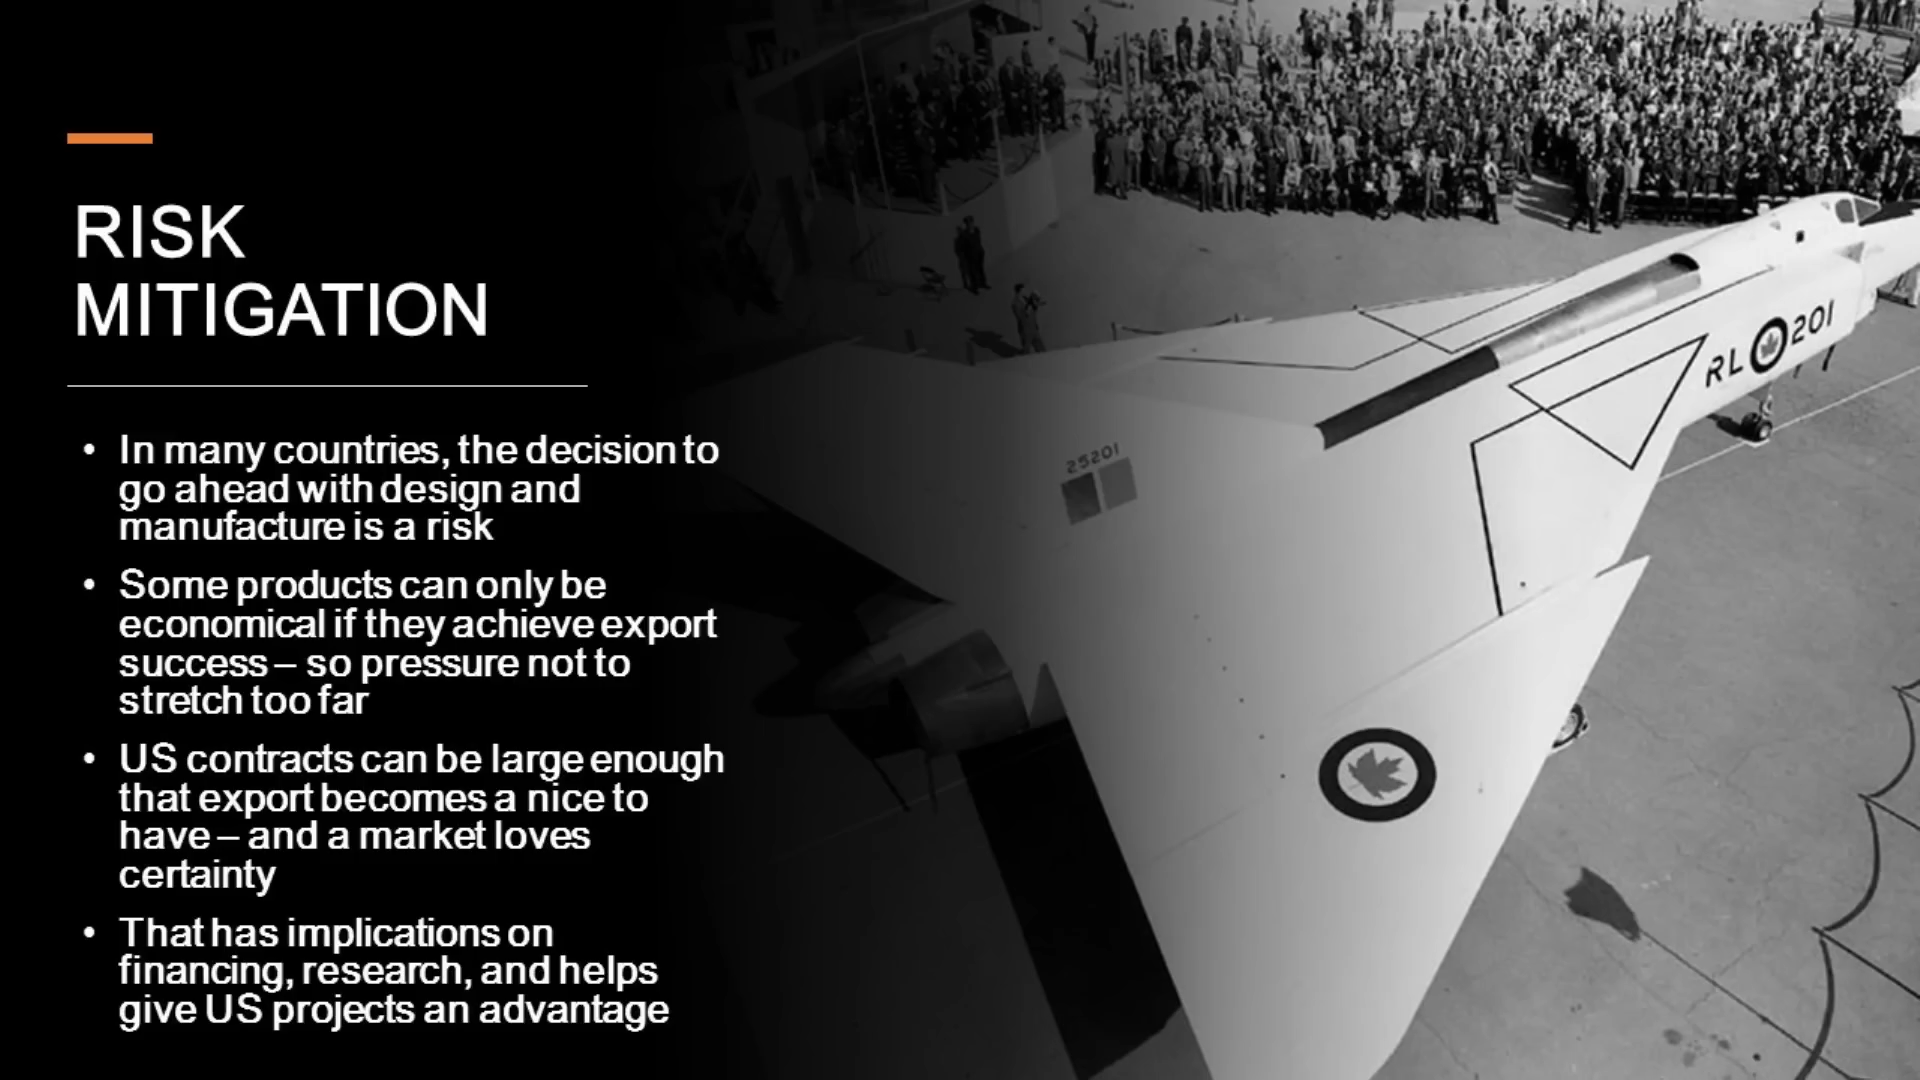 RISK
MITIGATION
• In many countries, the decision to
go ahead with design and
manufacture is a risk
• Some products can only be
economical if they achieve export
success – so pressure not to
stretch too far
• US contracts can be large enough
that export becomes a nice to
have – and a market loves
certainty
• That has implications on
financing, research, and helps
give US projects an advantage
RL 201
25201